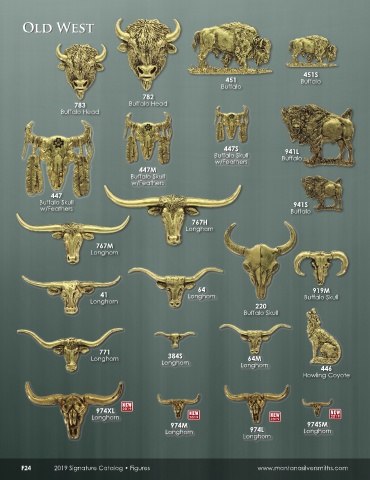 OLD WEST
783
Buffalo Head
782
Buffalo Head
451
Buffalo
451S
Buffalo
447
Buffalo Skull
w/Feathers
447M
Buffalo Skull
w/Feathers
447S
Buffalo Skull
w/Feathers
941L
Buffalo
941S
Buffalo
767M
Longhorn
767H
Longhorn
220
Buffalo Skull
919M
Buffalo Skull
41
Longhorn
64
Longhorn
771
Longhorn
384S
Longhorn
64M
Longhorn
446
Howling Coyote
974XL
Longhorn
NEW
974M
Longhorn
NEW
974L
Longhorn
NEW
974SM
Longhorn
NEW
F24 2019 Signature Catalog • Figures www.montanasilversmiths.com